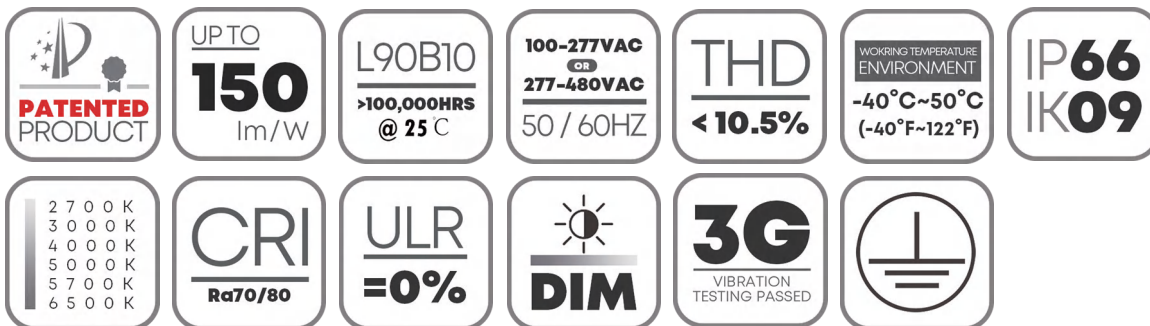 PATENTED
PRODUCT
UP TO
150
lm/W
L90B10
>100,000HRS
@ 25℃
100-277VAC
OR
277-480VAC
50 / 60HZ
THD
< 10.5%
WOKRING TEMPERATURE
ENVIRONMENT
-40°C~50°C
(-40°F~122°F)
IP66
IK09
2700K
3000K
4000K
5000K
5700K
6500K
CRI
Ra70/80
ULR
=0%
DIM
3G
VIBRATION
TESTING PASSED